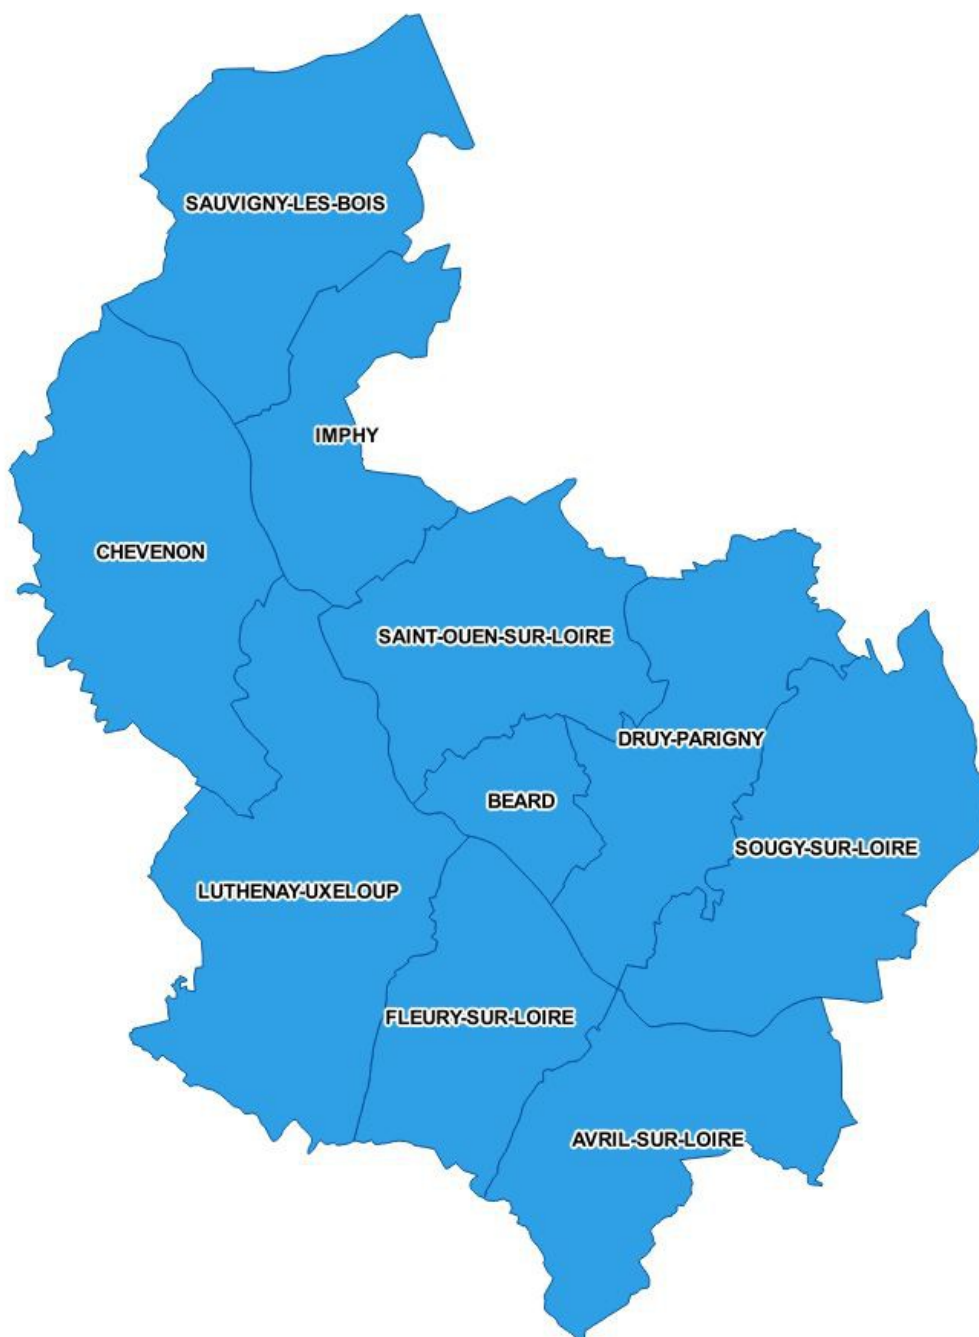 SAUVIGNY-LES-BOIS
IMPHY
CHEVENON
SAINT-OUEN-SUR-LOIRE
DRUY-PARIGNY
BEARD
SOUGY-SUR-LOIRE
LUTHENAY-UXELOUP
FLEURY-SUR-LOIRE
AVRIL-SUR-LOIRE